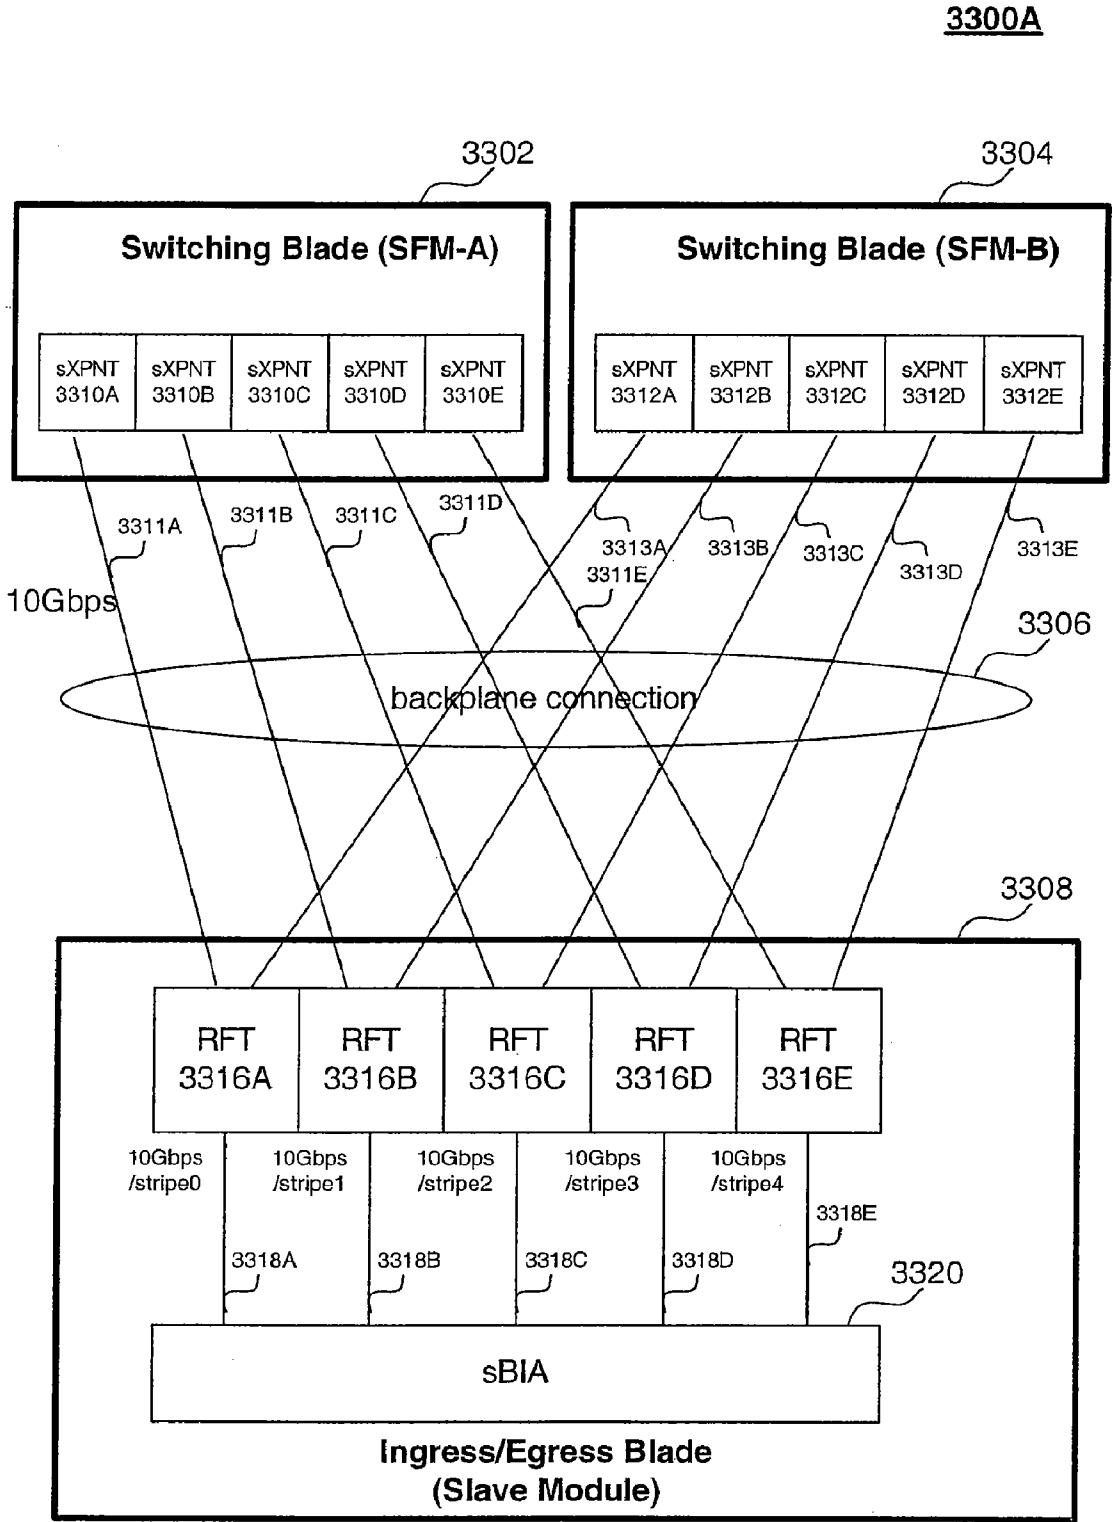 3300A
3302
3304
Switching Blade (SFM-A)
Switching Blade (SFM-B)
sXPNT
3310A
sXPNT
3310B
sXPNT
3310C
sXPNT
3310D
sXPNT
3310E
sXPNT
3312A
sXPNT
3312B
sXPNT
3312C
sXPNT
3312D
sXPNT
3312E
3311A
3311B
3311C
3311D
3313A
3311E
3313B
3313C
3313D
3313E
10Gbps
3306
backplane connection
3308
RFT
3316A
RFT
3316B
RFT
3316C
RFT
3316D
RFT
3316E
10Gbps
/stripe0
10Gbps
/stripe1
10Gbps
/stripe2
10Gbps
/stripe3
10Gbps
/stripe4
3318A
3318B
3318C
3318D
3318E
3320
sBIA
Ingress/Egress Blade
(Slave Module)